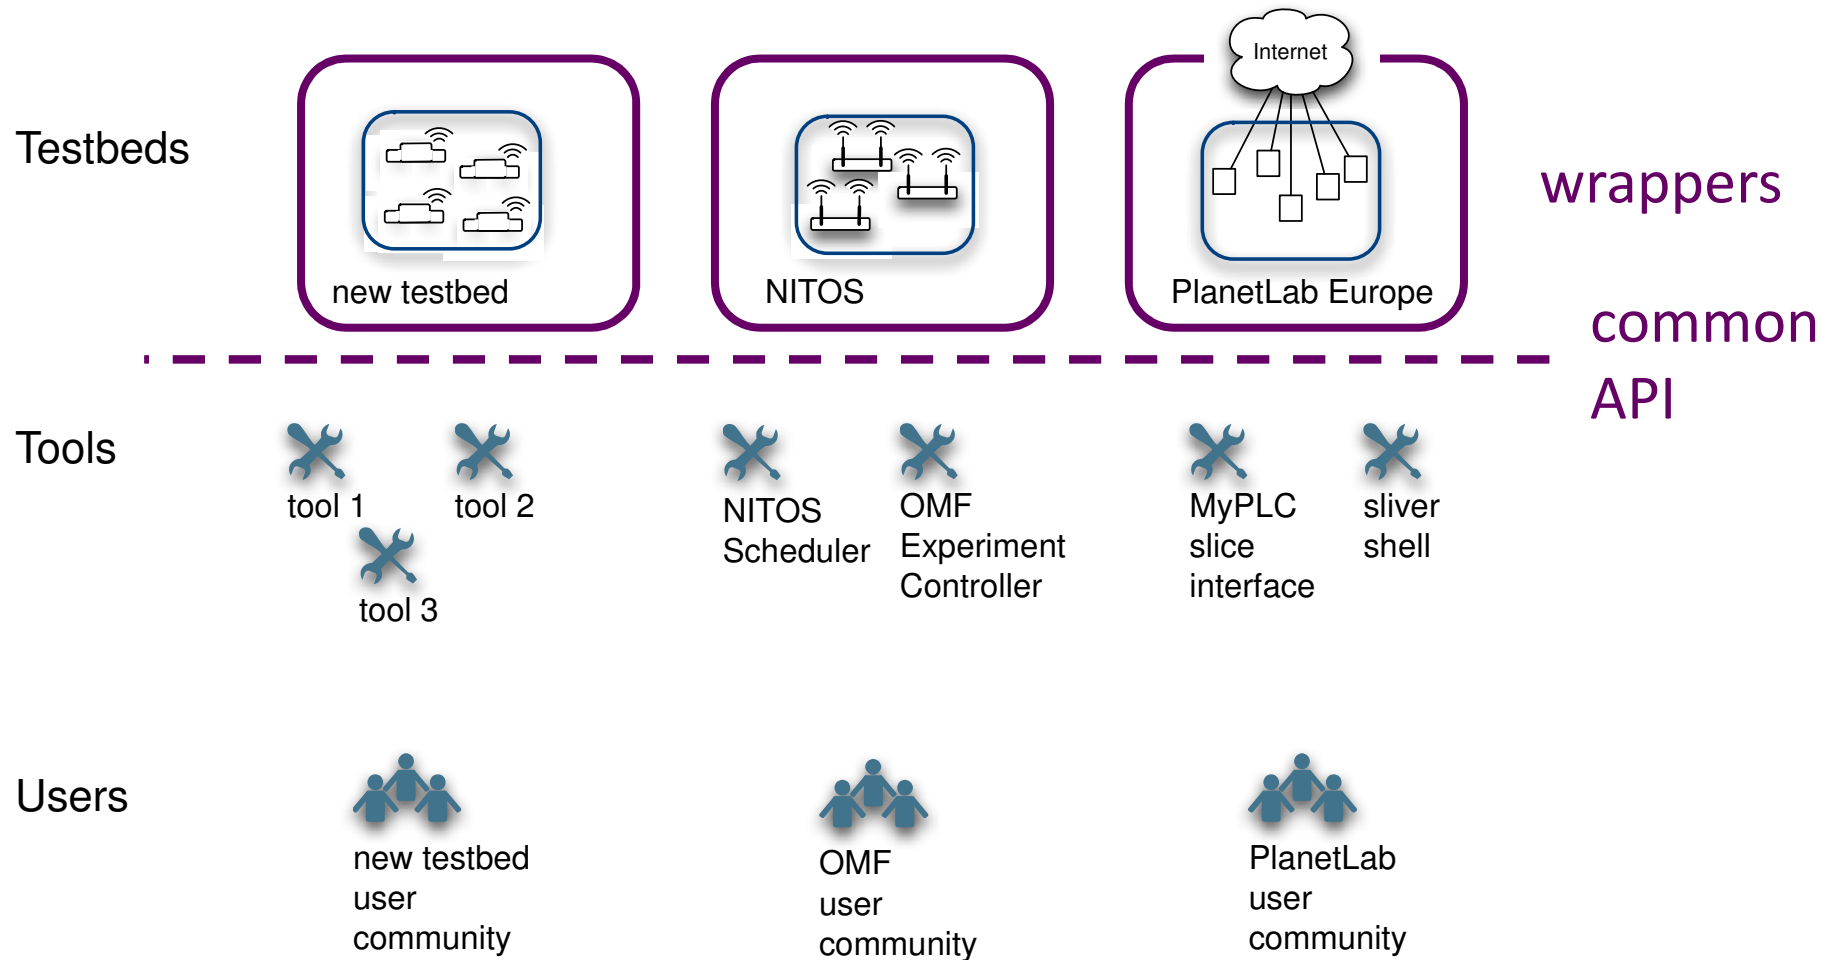 Internet
Testbeds
wrappers
new testbed
NITOS
PlanetLab Europe
common
API
Tools
tool 1
tool 2
tool 3
NITOS
Scheduler
OMF
Experiment
Controller
MyPLC
slice
interface
sliver
shell
Users
new testbed
user
community
OMF
user
community
PlanetLab
user
community